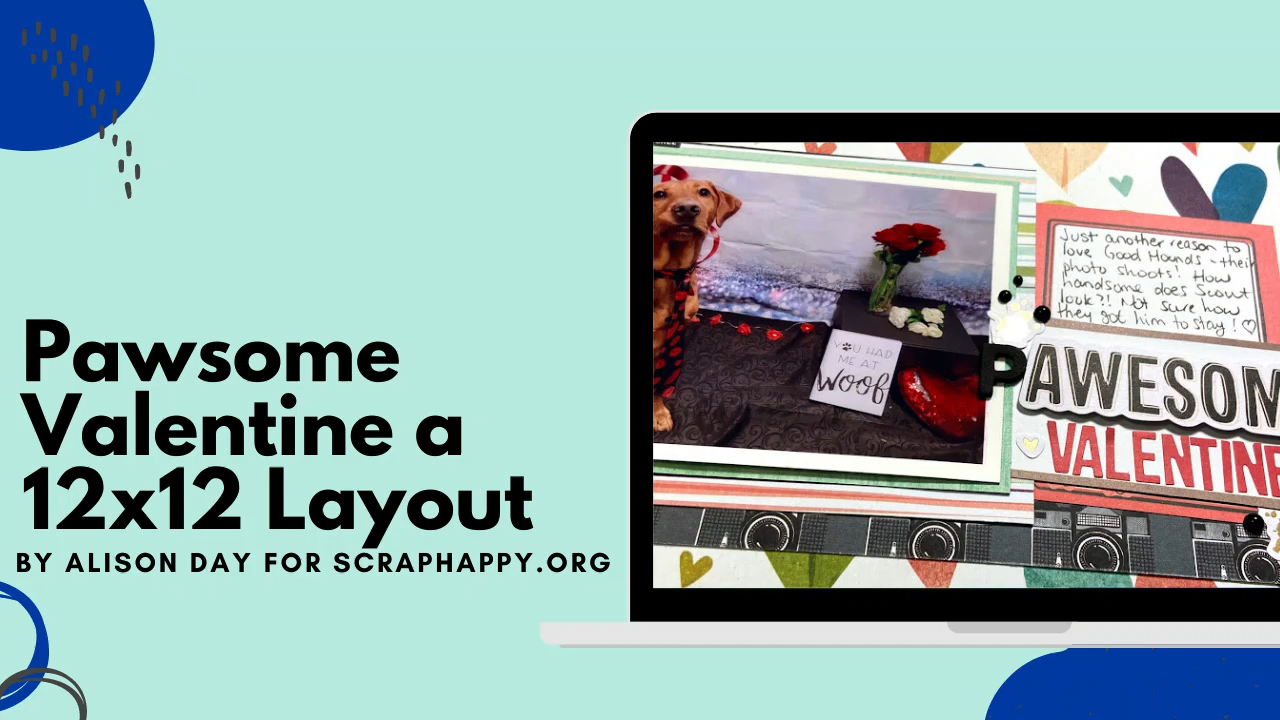 Pawsome
Valentine a
12x12 Layout
BY ALISON DAY FOR SCRAPHAPPY.ORG
YOU HAD
ME AT
woof
Just another reason to
love Good Hounds - their
photo shoots! How
handsome does Scout
look?! Not sure how
they got him to stay! ♡
PAWESOM
VALENTINE